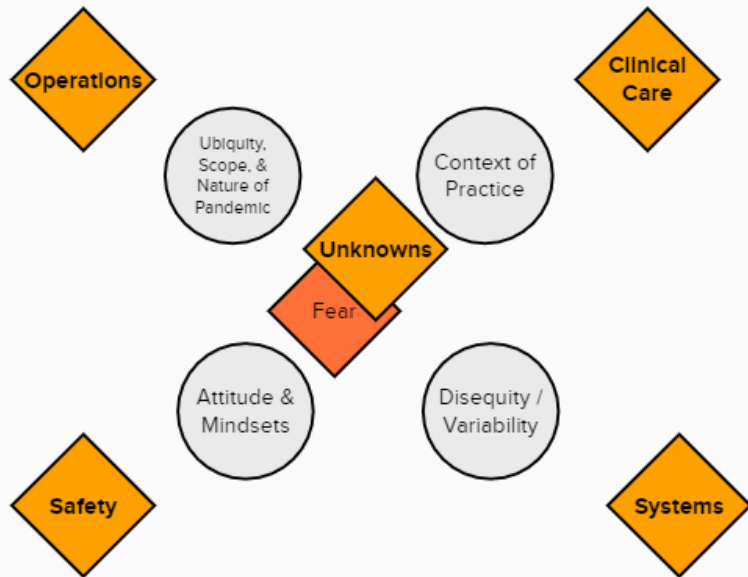 Operations
Clinical
Care
Ubiquity,
Scope, &
Nature of
Pandemic
Context of
Practice
Unknowns
Fear
Attitude &
Mindsets
Disequity /
Variability
Safety
Systems